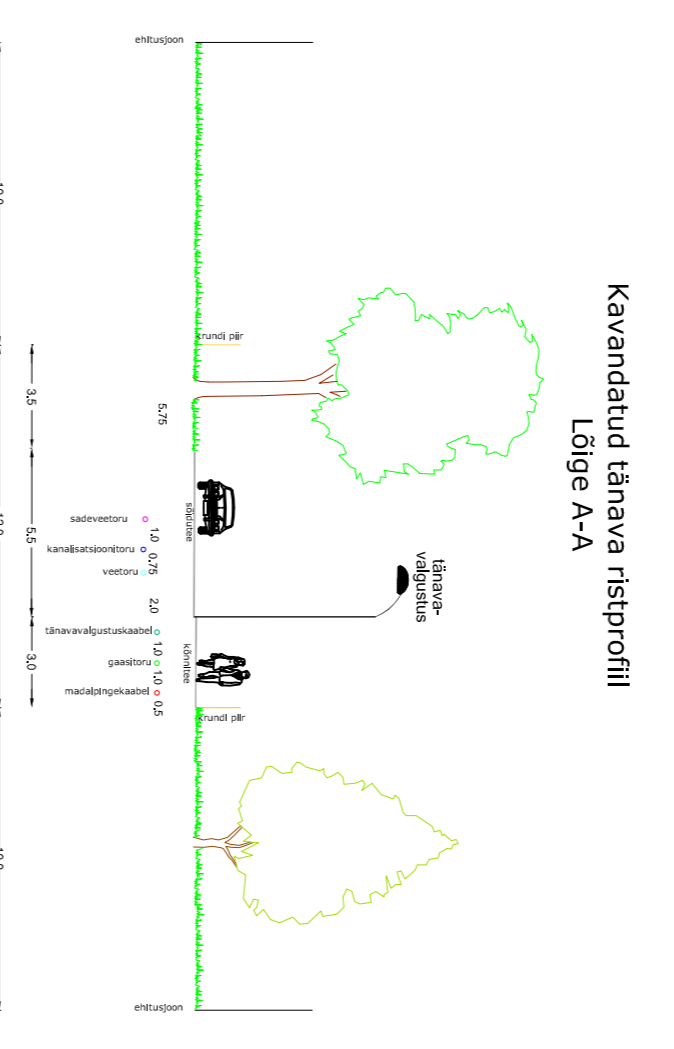 Kavandatud tänava ristprofiil
Lõige A-A
tänava-
valgustus
ehitusjoon
krundi piir
sõidutee
kõnnitee
krundi piir
ehitusjoon
5.75
1.0
0.75
2.0
1.0
1.0
0.5
sadeveetoru
kanalisatsioonitoru
veetoru
tänavavalgustuskaabel
gaasitoru
madalpingekaabel
3.5
5.5
3.0